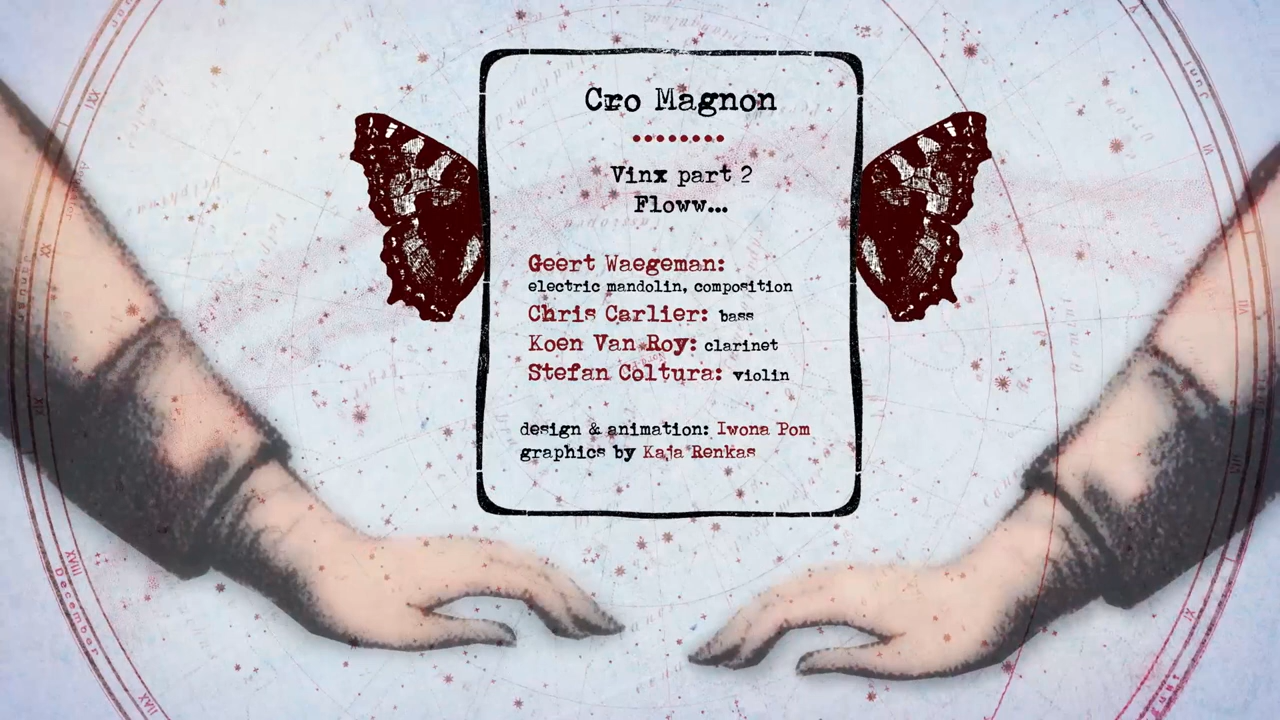 Cro Magnon
Vinx part 2
Floww...
Geert Waegeman:
electric mandolin, composition
Chris Carlier: bass
Koen Van Roy: clarinet
Stefan Coltura: violin
design & animation: Iwona Pom
graphics by Kaja Renkas
December